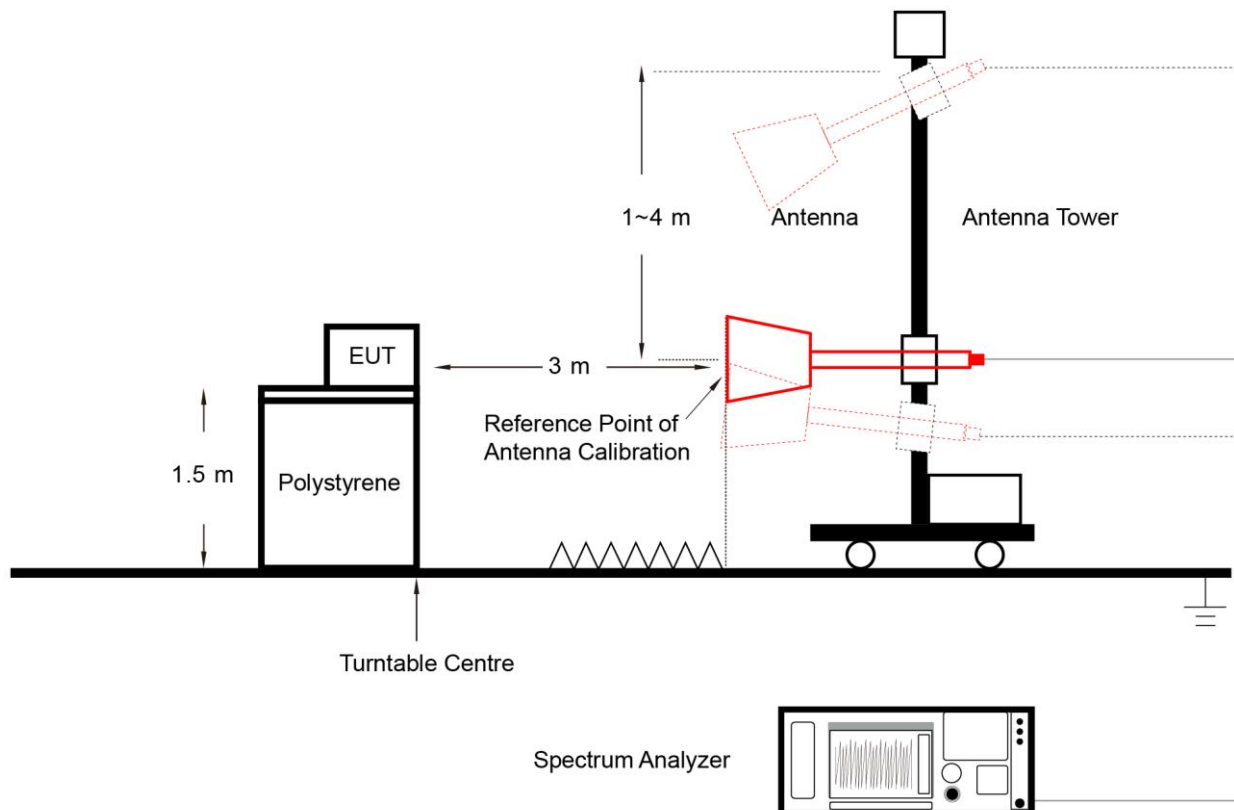 1~4 m
Antenna
Antenna Tower
EUT
3 m
Reference Point of
Antenna Calibration
1.5 m
Polystyrene
Turntable Centre
Spectrum Analyzer